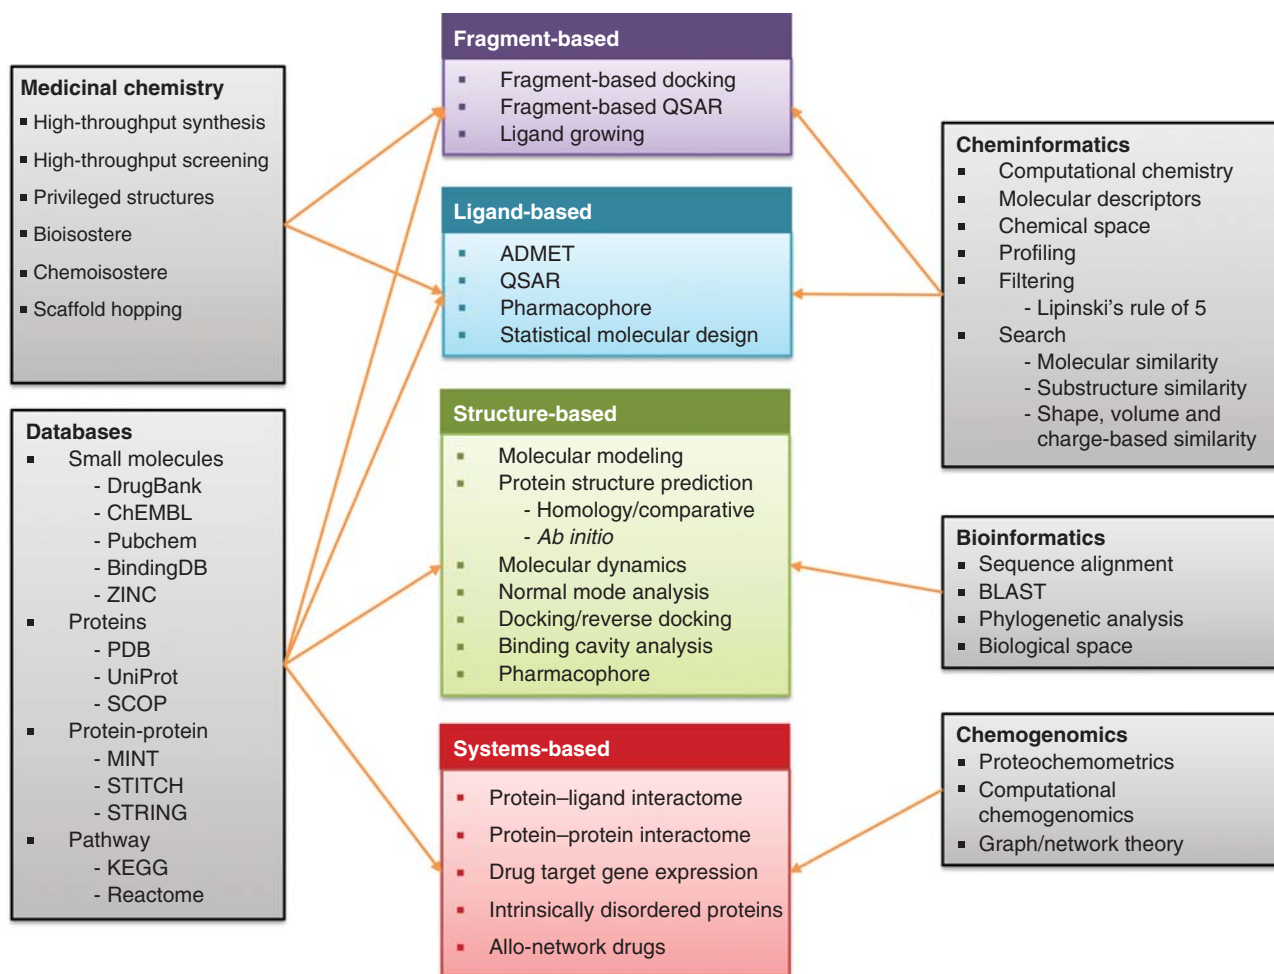 Medicinal chemistry
▪ High-throughput synthesis
▪ High-throughput screening
▪ Privileged structures
▪ Bioisostere
▪ Chemoisostere
▪ Scaffold hopping
Databases
▪ Small molecules
- DrugBank
- ChEMBL
- Pubchem
- BindingDB
- ZINC
▪ Proteins
- PDB
- UniProt
- SCOP
▪ Protein-protein
- MINT
- STITCH
- STRING
▪ Pathway
- KEGG
- Reactome
Fragment-based
▪ Fragment-based docking
▪ Fragment-based QSAR
▪ Ligand growing
Ligand-based
▪ ADMET
▪ QSAR
▪ Pharmacophore
▪ Statistical molecular design
Structure-based
▪ Molecular modeling
▪ Protein structure prediction
- Homology/comparative
- Ab initio
▪ Molecular dynamics
▪ Normal mode analysis
▪ Docking/reverse docking
▪ Binding cavity analysis
▪ Pharmacophore
Systems-based
▪ Protein–ligand interactome
▪ Protein–protein interactome
▪ Drug target gene expression
▪ Intrinsically disordered proteins
▪ Allo-network drugs
Cheminformatics
▪ Computational chemistry
▪ Molecular descriptors
▪ Chemical space
▪ Profiling
▪ Filtering
- Lipinski's rule of 5
▪ Search
- Molecular similarity
- Substructure similarity
- Shape, volume and
charge-based similarity
Bioinformatics
▪ Sequence alignment
▪ BLAST
▪ Phylogenetic analysis
▪ Biological space
Chemogenomics
▪ Proteochemometrics
▪ Computational
chemogenomics
▪ Graph/network theory